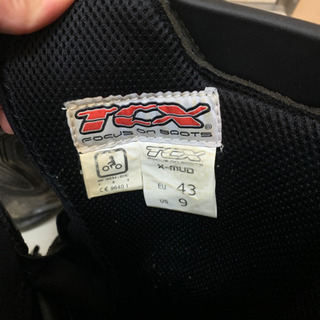 TCX®
FOCUS ON BOOTS
TCX
X-MUD
EU 43
US 9